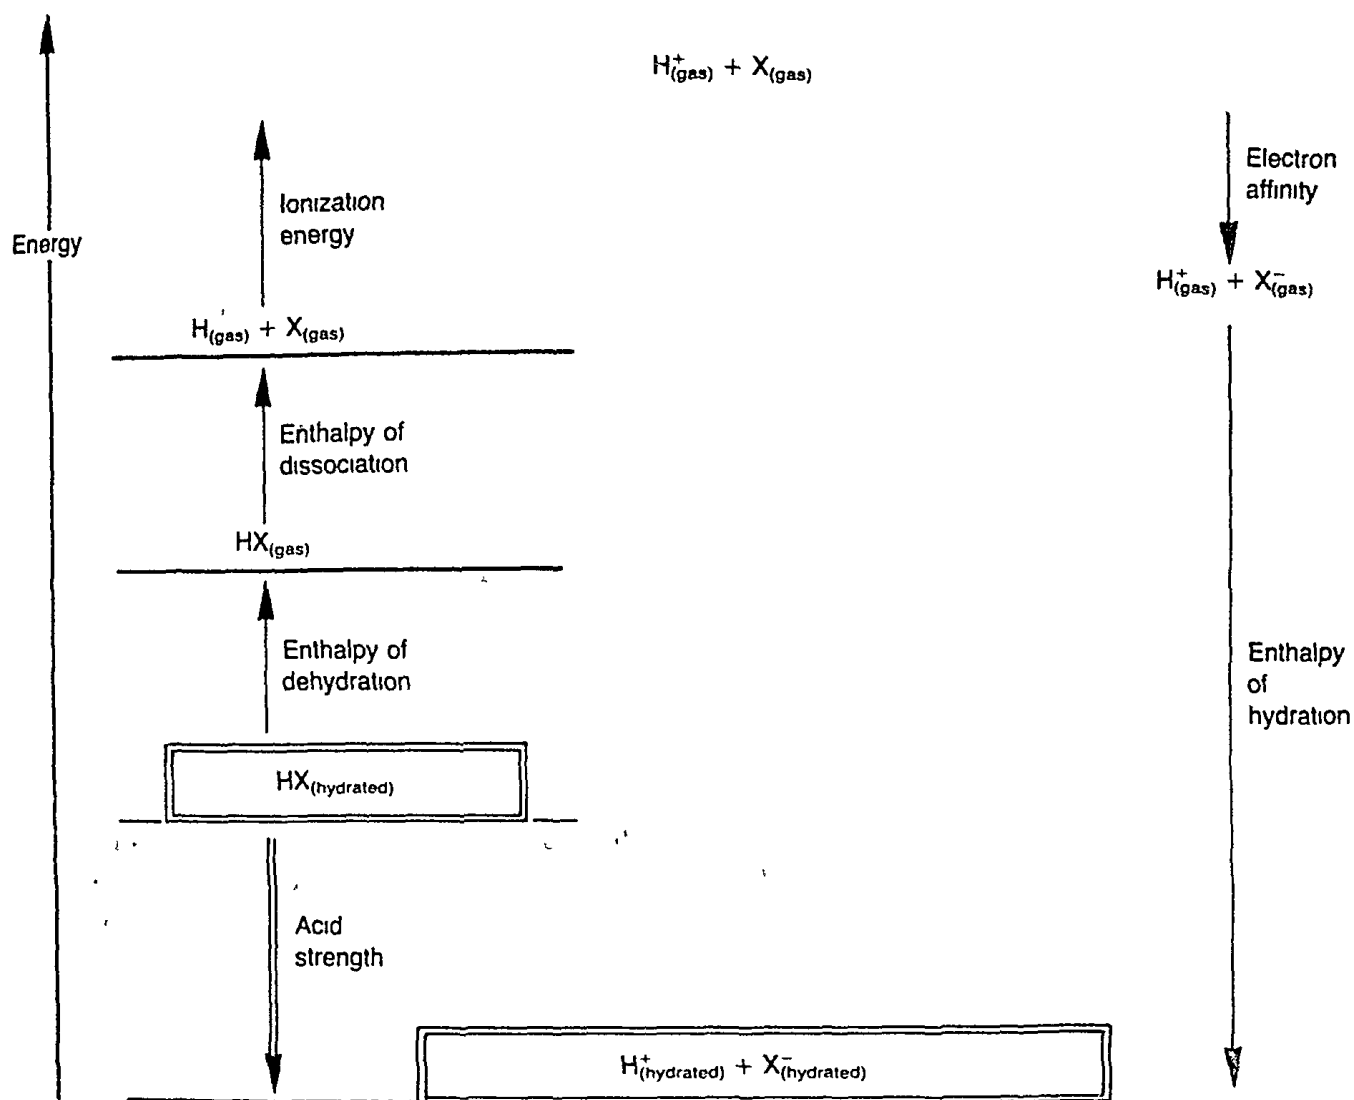 H⁺(gas) + X(gas)
Electron
affinity
Ionization
energy
Energy
H⁺(gas) + X⁻(gas)
H(gas) + X(gas)
Enthalpy of
dissociation
HX(gas)
Enthalpy of
dehydration
Enthalpy
of
hydration
HX(hydrated)
Acid
strength
H⁺(hydrated) + X⁻(hydrated)